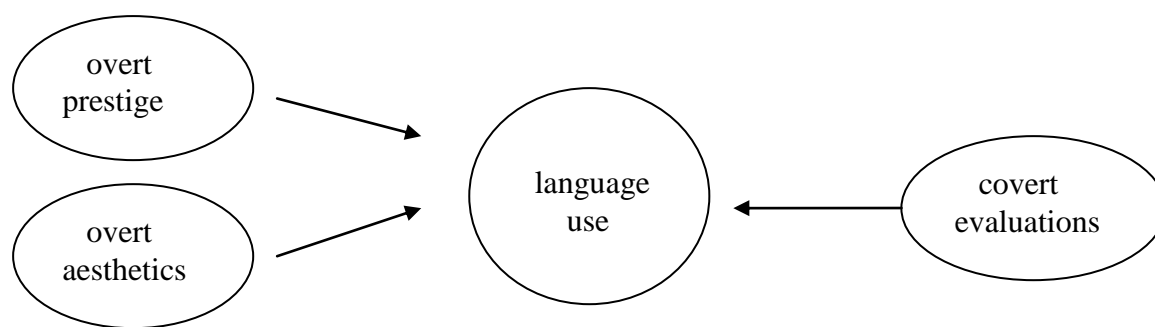 overt
prestige
overt
aesthetics
language
use
covert
evaluations